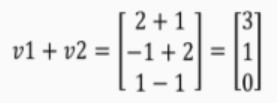 v1 + v2 = [2 + 1
-1 + 2
1 - 1] = [3
1
0]